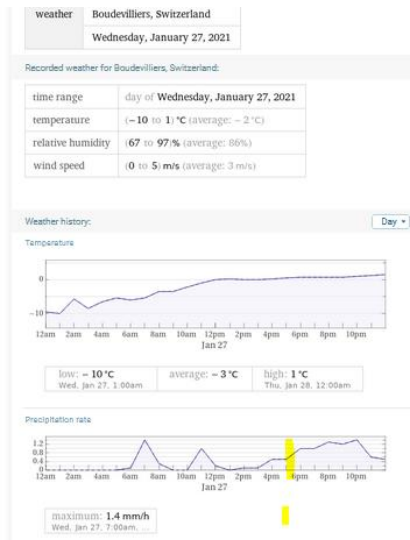 weather Boudevilliers, Switzerland
Wednesday, January 27, 2021
Recorded weather for Boudevilliers, Switzerland:
time range day of Wednesday, January 27, 2021
temperature (−10 to 1) °C (average: − 2 °C)
relative humidity (67 to 97)% (average: 86%)
wind speed (0 to 5) m/s (average: 3 m/s)
Weather history: Day
Temperature
0
−10
12am 2am 4am 6am 8am 10am 12pm 2pm 4pm 6pm 8pm 10pm
Jan 27
low: − 10 °C average: − 3 °C high: 1 °C
Wed, Jan 27, 1:00am Thu, Jan 28, 12:00am
Precipitation rate
1.2
0.8
0.4
0
12am 2am 4am 6am 8am 10am 12pm 2pm 4pm 6pm 8pm 10pm
Jan 27
maximum: 1.4 mm/h
Wed, Jan 27, 7:00am, ...